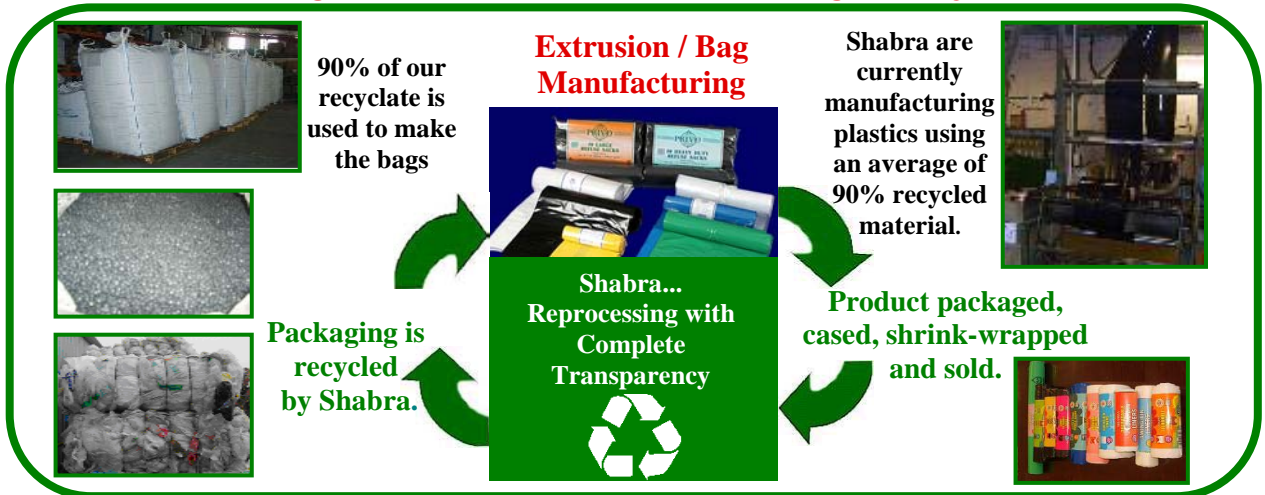 90% of our
recyclate is
used to make
the bags
Extrusion / Bag
Manufacturing
Shabra are
currently
manufacturing
plastics using
an average of
90% recycled
material.
PRIMO
PRIMO
Shabra...
Reprocessing with
Complete
Transparency
Product packaged,
cased, shrink-wrapped
and sold.
Packaging is
recycled
by Shabra.